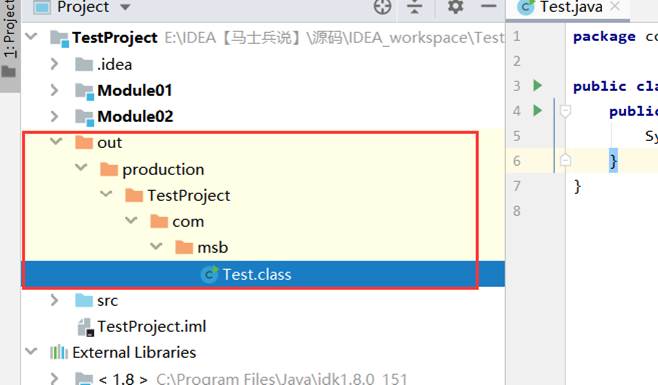 1: Project
Project
TestProject E:\IDEA【马士兵说】\源码\IDEA_workspace\Test
.idea
Module01
Module02
out
production
TestProject
com
msb
Test.class
src
TestProject.iml
External Libraries
< 1.8 > C:\Program Files\Java\jdk1.8.0_151
Test.java
1 package co
2
3 public cla
4 public
5 Sy
6 }
7 }
8